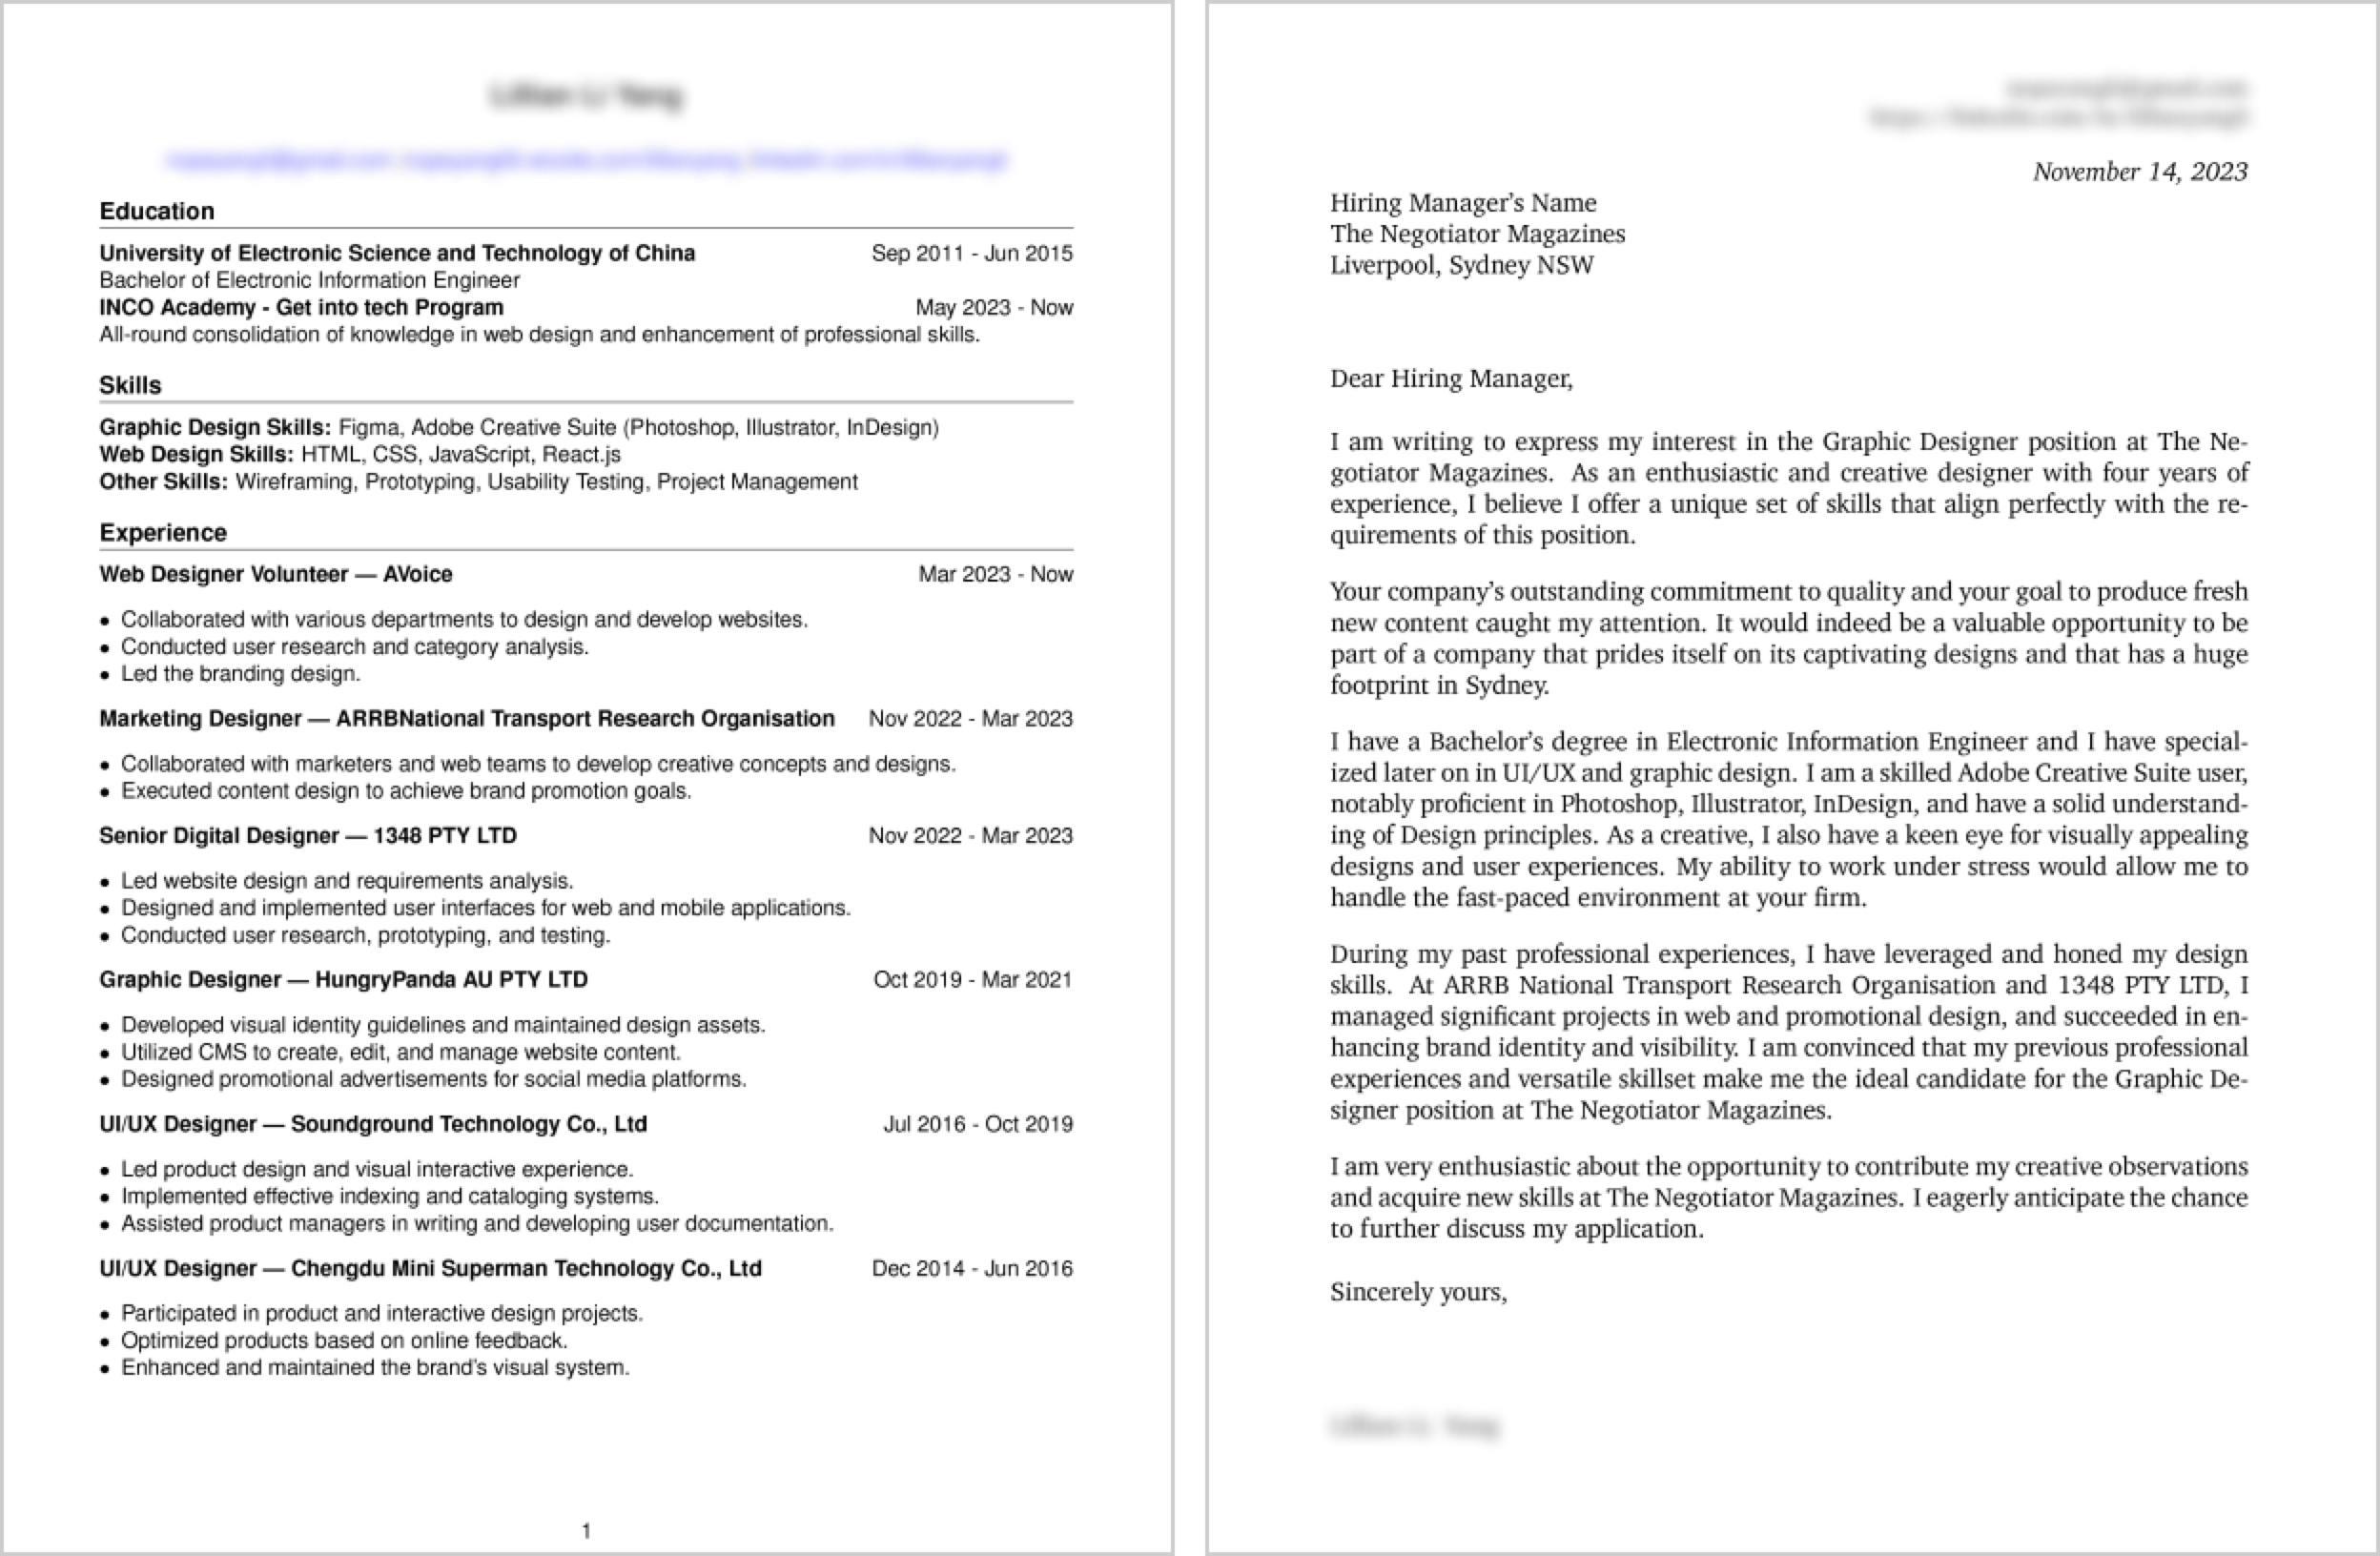 Education
University of Electronic Science and Technology of China Sep 2011 - Jun 2015
Bachelor of Electronic Information Engineer
INCO Academy - Get into tech Program May 2023 - Now
All-round consolidation of knowledge in web design and enhancement of professional skills.
Skills
Graphic Design Skills: Figma, Adobe Creative Suite (Photoshop, Illustrator, InDesign)
Web Design Skills: HTML, CSS, JavaScript, React.js
Other Skills: Wireframing, Prototyping, Usability Testing, Project Management
Experience
Web Designer Volunteer — AVoice Mar 2023 - Now
• Collaborated with various departments to design and develop websites.
• Conducted user research and category analysis.
• Led the branding design.
Marketing Designer — ARRBNational Transport Research Organisation Nov 2022 - Mar 2023
• Collaborated with marketers and web teams to develop creative concepts and designs.
• Executed content design to achieve brand promotion goals.
Senior Digital Designer — 1348 PTY LTD Nov 2022 - Mar 2023
• Led website design and requirements analysis.
• Designed and implemented user interfaces for web and mobile applications.
• Conducted user research, prototyping, and testing.
Graphic Designer — HungryPanda AU PTY LTD Oct 2019 - Mar 2021
• Developed visual identity guidelines and maintained design assets.
• Utilized CMS to create, edit, and manage website content.
• Designed promotional advertisements for social media platforms.
UI/UX Designer — Soundground Technology Co., Ltd Jul 2016 - Oct 2019
• Led product design and visual interactive experience.
• Implemented effective indexing and cataloging systems.
• Assisted product managers in writing and developing user documentation.
UI/UX Designer — Chengdu Mini Superman Technology Co., Ltd Dec 2014 - Jun 2016
• Participated in product and interactive design projects.
• Optimized products based on online feedback.
• Enhanced and maintained the brand's visual system.
1
November 14, 2023
Hiring Manager's Name
The Negotiator Magazines
Liverpool, Sydney NSW
Dear Hiring Manager,
I am writing to express my interest in the Graphic Designer position at The Ne-
gotiator Magazines. As an enthusiastic and creative designer with four years of
experience, I believe I offer a unique set of skills that align perfectly with the re-
quirements of this position.
Your company's outstanding commitment to quality and your goal to produce fresh
new content caught my attention. It would indeed be a valuable opportunity to be
part of a company that prides itself on its captivating designs and that has a huge
footprint in Sydney.
I have a Bachelor's degree in Electronic Information Engineer and I have special-
ized later on in UI/UX and graphic design. I am a skilled Adobe Creative Suite user,
notably proficient in Photoshop, Illustrator, InDesign, and have a solid understand-
ing of Design principles. As a creative, I also have a keen eye for visually appealing
designs and user experiences. My ability to work under stress would allow me to
handle the fast-paced environment at your firm.
During my past professional experiences, I have leveraged and honed my design
skills. At ARRB National Transport Research Organisation and 1348 PTY LTD, I
managed significant projects in web and promotional design, and succeeded in en-
hancing brand identity and visibility. I am convinced that my previous professional
experiences and versatile skillset make me the ideal candidate for the Graphic De-
signer position at The Negotiator Magazines.
I am very enthusiastic about the opportunity to contribute my creative observations
and acquire new skills at The Negotiator Magazines. I eagerly anticipate the chance
to further discuss my application.
Sincerely yours,